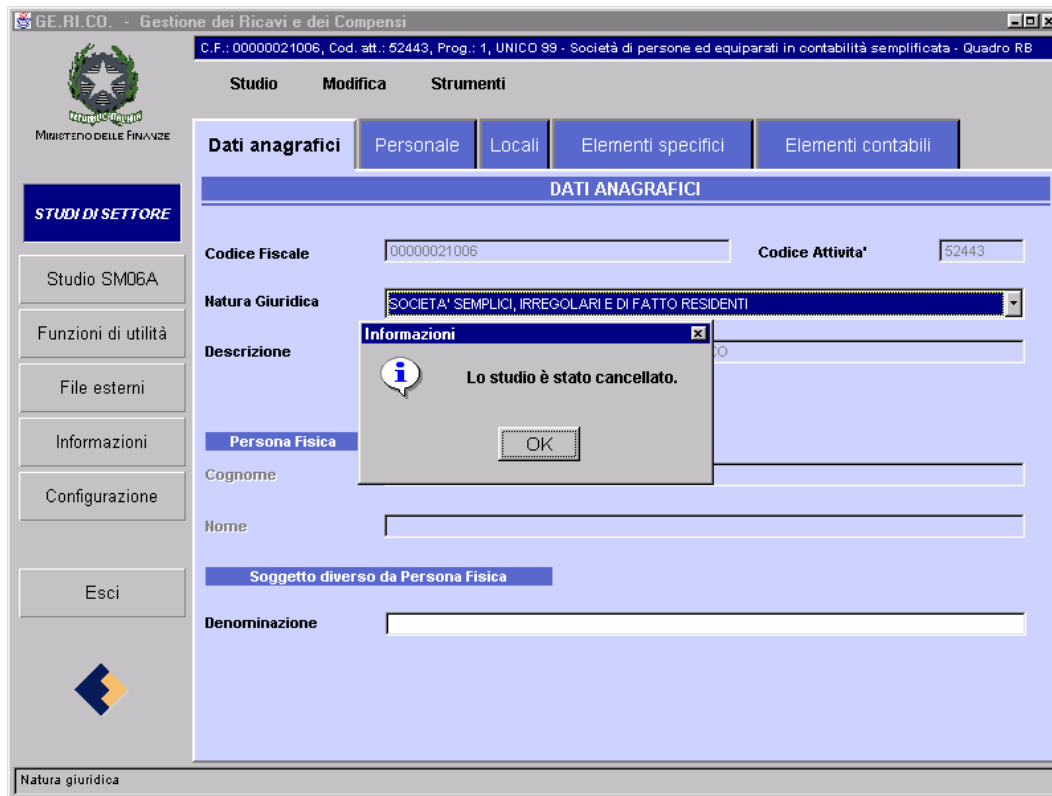 GE.RI.CO. - Gestione dei Ricavi e dei Compensi
C.F.: 00000021006, Cod. att.: 52443, Prog.: 1, UNICO 99 - Società di persone ed equiparati in contabilità semplificata - Quadro RB
Studio Modifica Strumenti
REPUBBLICA ITALIANA
MINISTERO DELLE FINANZE
Dati anagrafici Personale Locali Elementi specifici Elementi contabili
DATI ANAGRAFICI
STUDI DI SETTORE
Codice Fiscale 00000021006 Codice Attivita' 52443
Studio SM06A
Natura Giuridica SOCIETA' SEMPLICI, IRREGOLARI E DI FATTO RESIDENTI
Funzioni di utilità
Informazioni
Descrizione CO
Lo studio è stato cancellato.
File esterni
OK
Informazioni
Persona Fisica
Cognome
Configurazione
Nome
Soggetto diverso da Persona Fisica
Esci
Denominazione
Natura giuridica